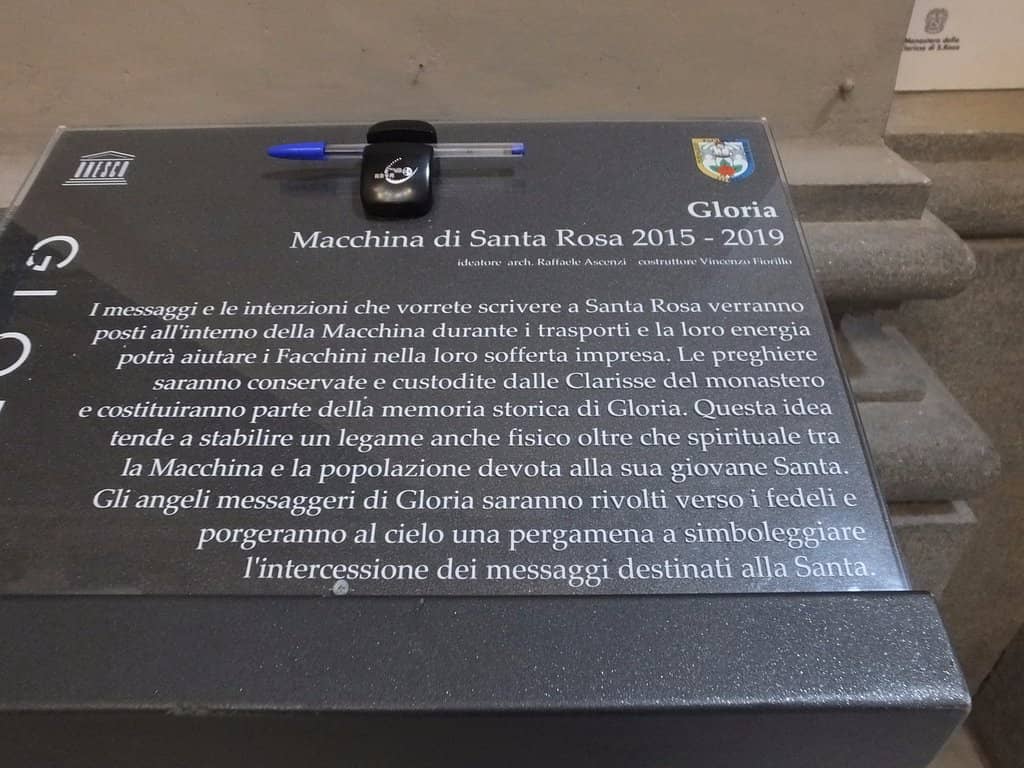 Monastero delle
Clarisse di S.Rosa
UNESCO
Gloria
Macchina di Santa Rosa 2015 - 2019
ideatore arch. Raffaele Ascenzi costruttore Vincenzo Fiorillo
I messaggi e le intenzioni che vorrete scrivere a Santa Rosa verranno
posti all'interno della Macchina durante i trasporti e la loro energia
potrà aiutare i Facchini nella loro sofferta impresa. Le preghiere
saranno conservate e custodite dalle Clarisse del monastero
e costituiranno parte della memoria storica di Gloria. Questa idea
tende a stabilire un legame anche fisico oltre che spirituale tra
la Macchina e la popolazione devota alla sua giovane Santa.
Gli angeli messaggeri di Gloria saranno rivolti verso i fedeli e
porgeranno al cielo una pergamena a simboleggiare
l'intercessione dei messaggi destinati alla Santa.